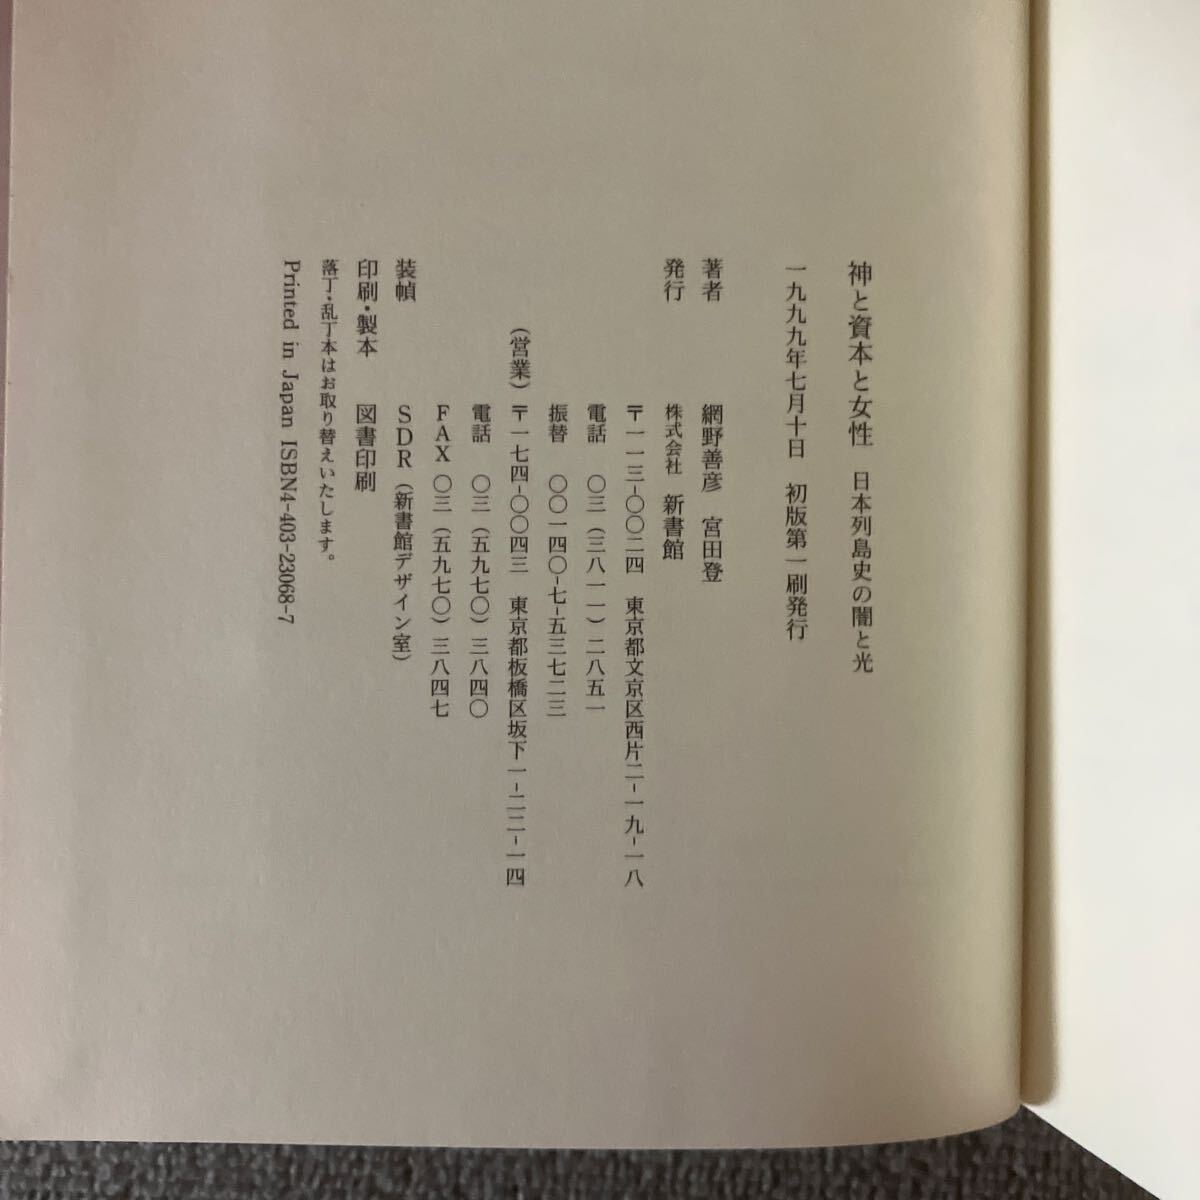 神と資本と女性　日本列島史の闇と光
一九九九年七月十日　初版第一刷発行
著者　網野善彦　宮田登
発行　株式会社　新書館
〒一一三-〇〇二四　東京都文京区西片二-一九-一八
電話　〇三（三八一一）二八五一
振替　〇〇一四〇-七-五三七二三
（営業）〒一七四-〇〇四三　東京都板橋区坂下一-二二-一四
電話　〇三（五九七〇）三八四〇
FAX　〇三（五九七〇）三八四七
装幀　SDR（新書館デザイン室）
印刷・製本　図書印刷
落丁・乱丁本はお取り替えいたします。
Printed in Japan ISBN4-403-23068-7